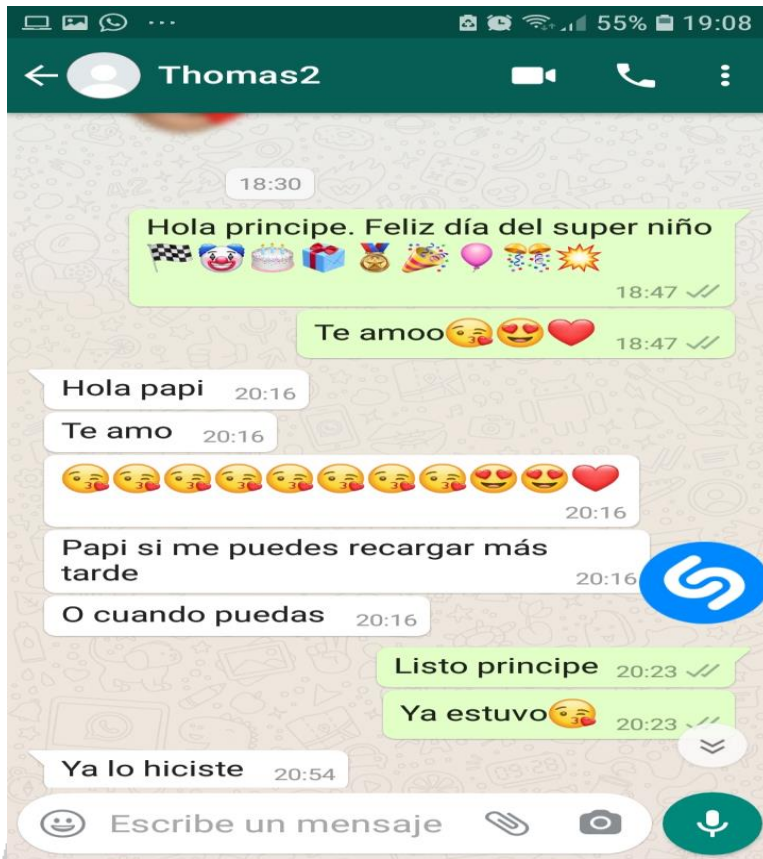 55% 19:08
Thomas2
18:30
Hola principe. Feliz día del super niño
18:47
Te amoo 18:47
Hola papi 20:16
Te amo 20:16
20:16
Papi si me puedes recargar más
tarde 20:16
O cuando puedas 20:16
Listo principe 20:23
Ya estuvo 20:23
Ya lo hiciste 20:54
Escribe un mensaje